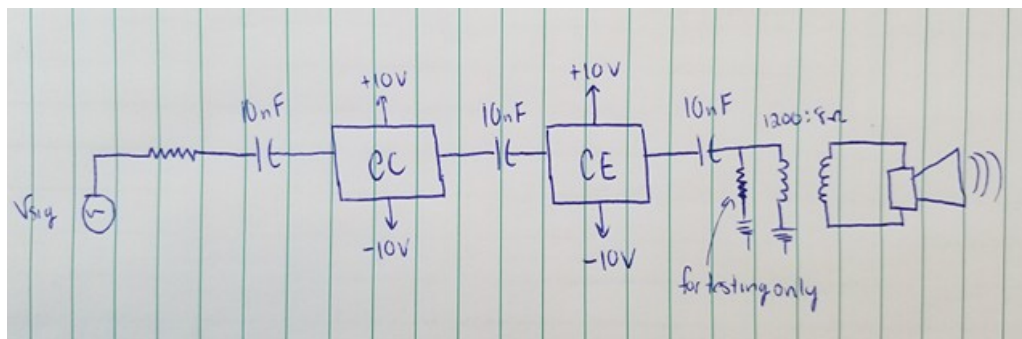 +10V
+10V
10nF
10nF
10nF
1200:8Ω
CC
CE
Vsig
-10V
-10V
for testing only